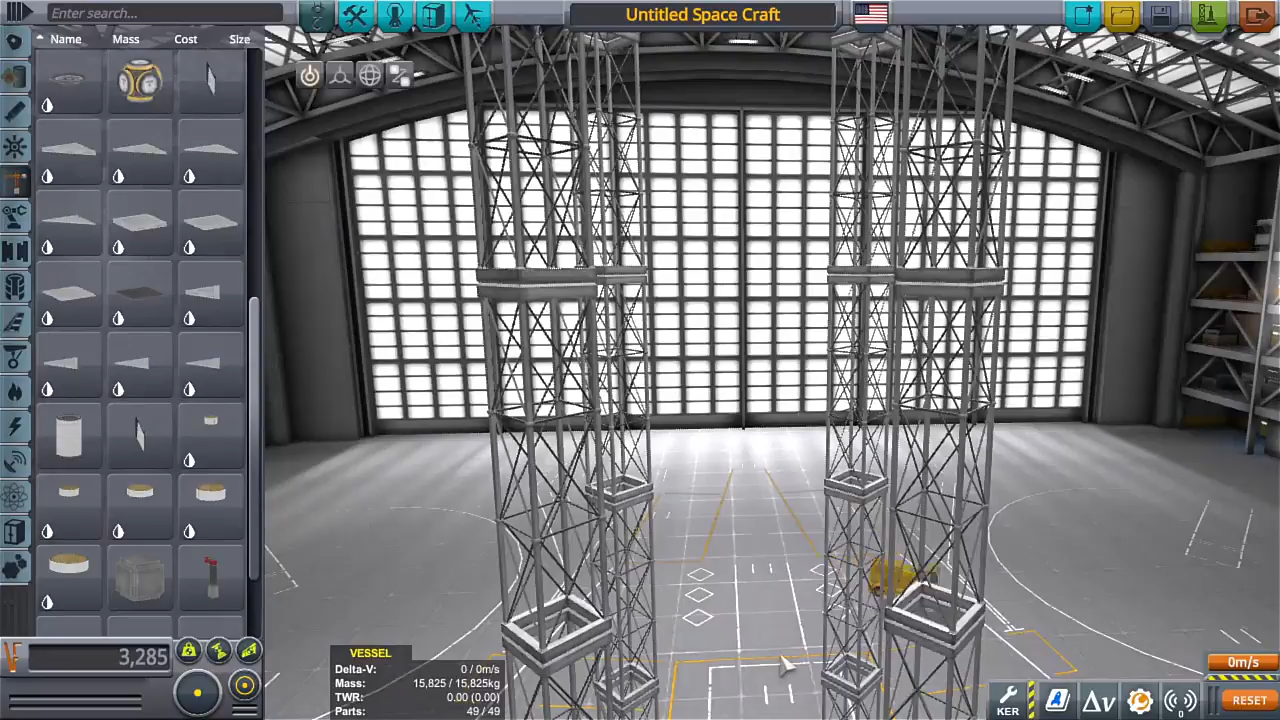 Enter search...
Untitled Space Craft
Name Mass Cost Size
3,285
VESSEL
Delta-V: 0 / 0m/s
Mass: 15,825 / 15,825kg
TWR: 0.00 (0.00)
Parts: 49 / 49
0m/s
KER
A
Δv
RESET